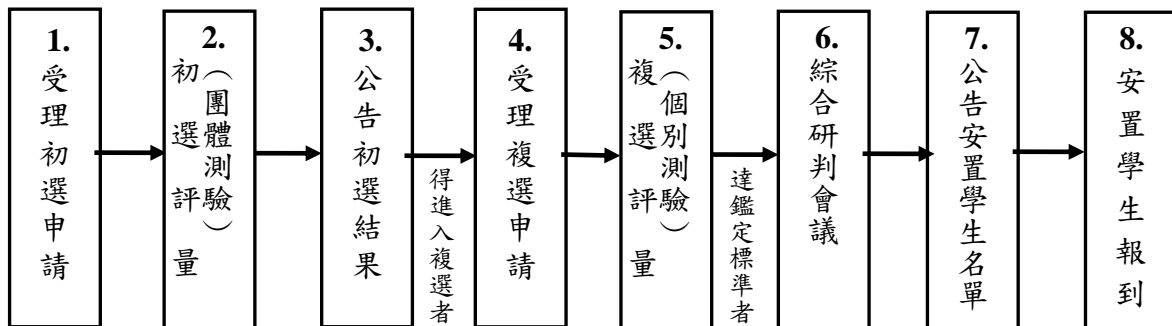 1.
受理初選申請
2.
初選評量
（團體測驗）
3.
公告初選結果
得進入複選者
4.
受理複選申請
5.
複選評量
（個別測驗）
達鑑定標準者
6.
綜合研判會議
7.
公告安置學生名單
8.
安置學生報到